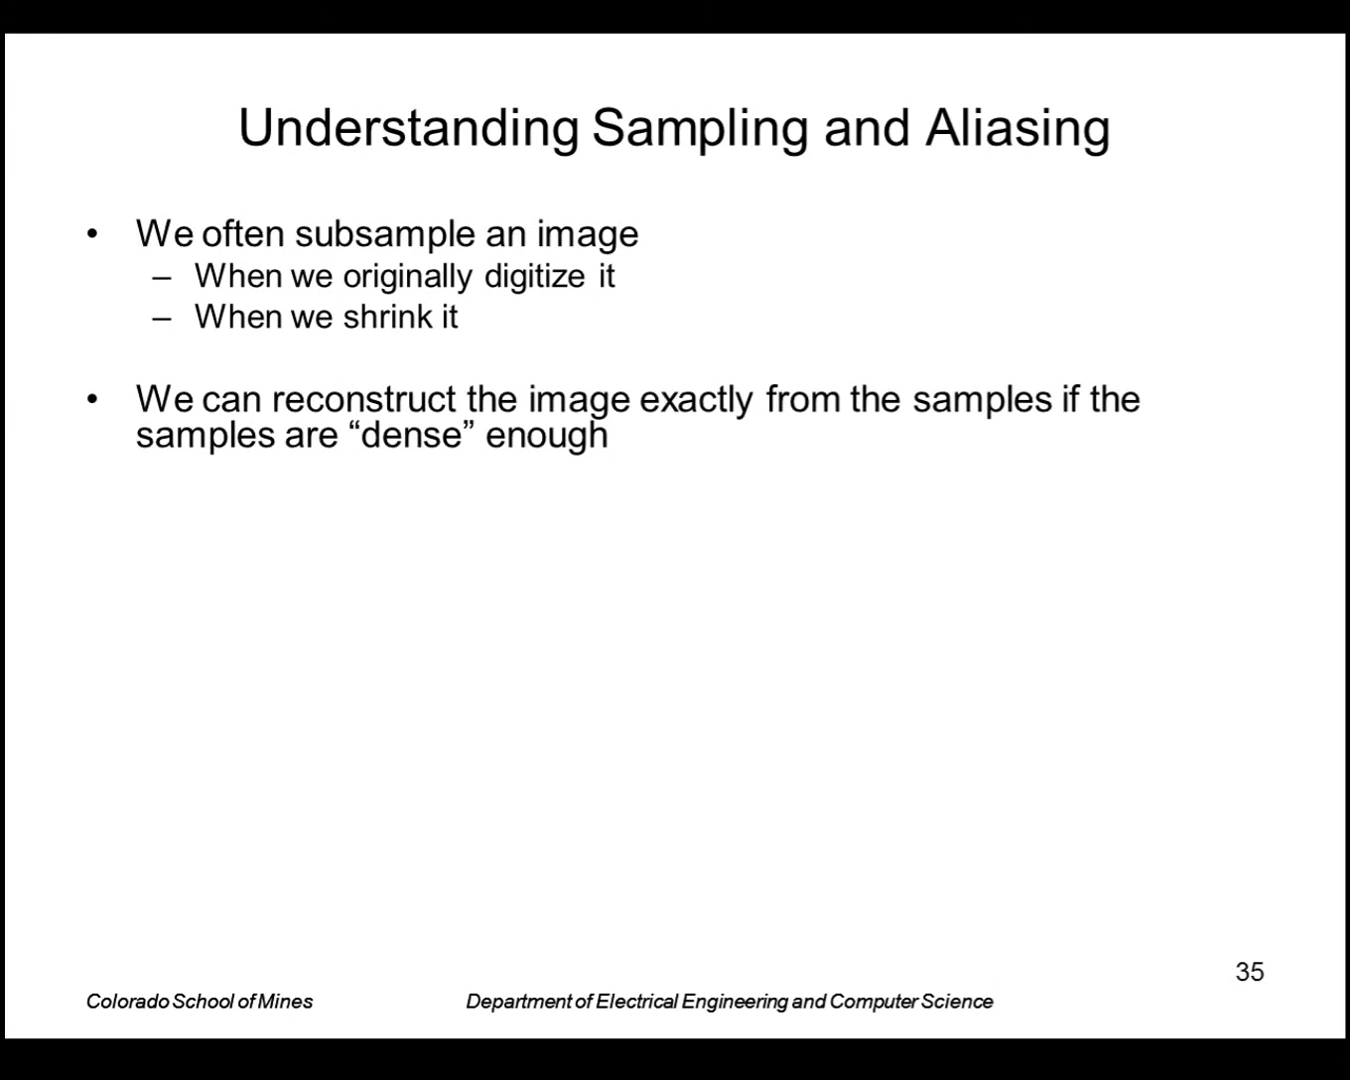 Understanding Sampling and Aliasing
• We often subsample an image
– When we originally digitize it
– When we shrink it
• We can reconstruct the image exactly from the samples if the
samples are “dense” enough
35
Colorado School of Mines Department of Electrical Engineering and Computer Science